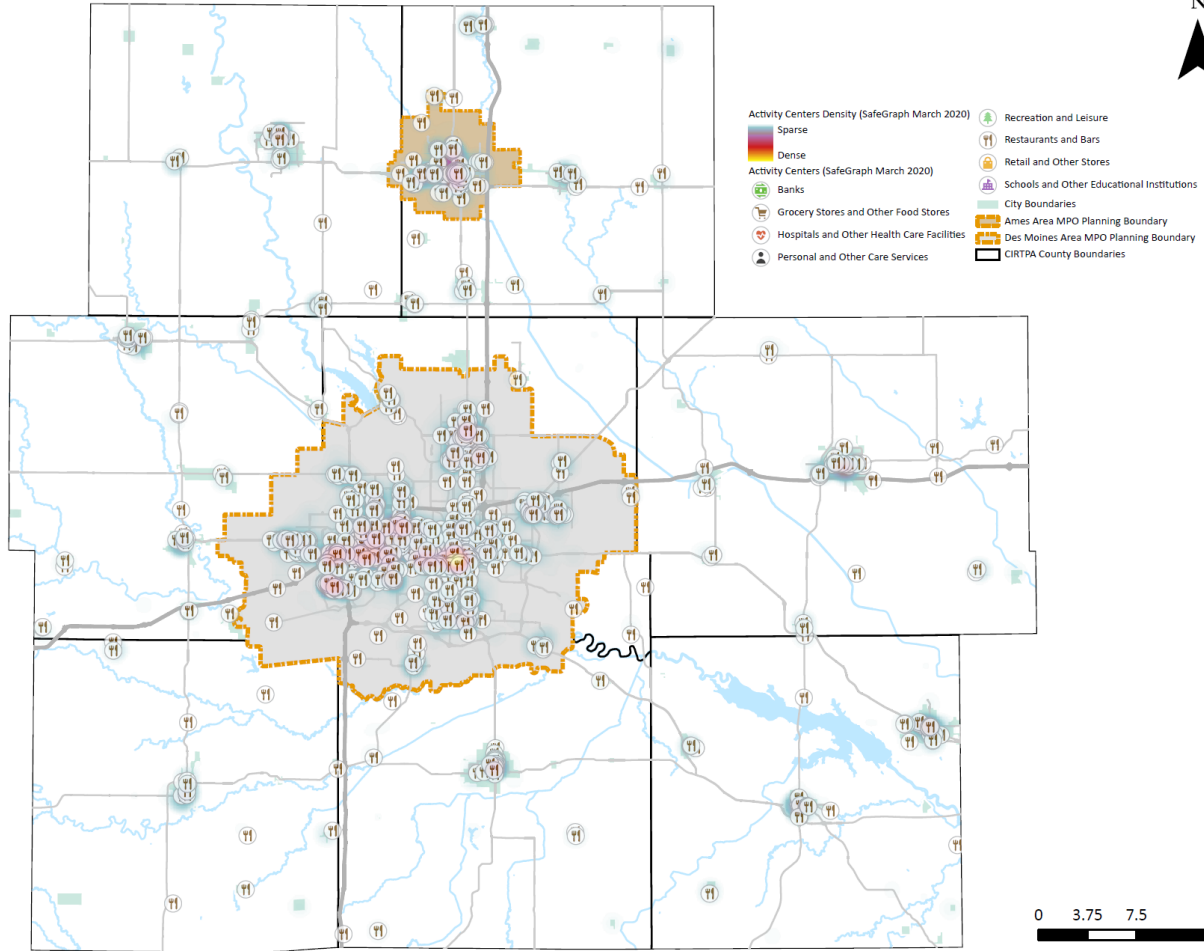 N
Activity Centers Density (SafeGraph March 2020)
Sparse
Dense
Activity Centers (SafeGraph March 2020)
Banks
Grocery Stores and Other Food Stores
Hospitals and Other Health Care Facilities
Personal and Other Care Services
Recreation and Leisure
Restaurants and Bars
Retail and Other Stores
Schools and Other Educational Institutions
City Boundaries
Ames Area MPO Planning Boundary
Des Moines Area MPO Planning Boundary
CIRTPA County Boundaries
0 3.75 7.5